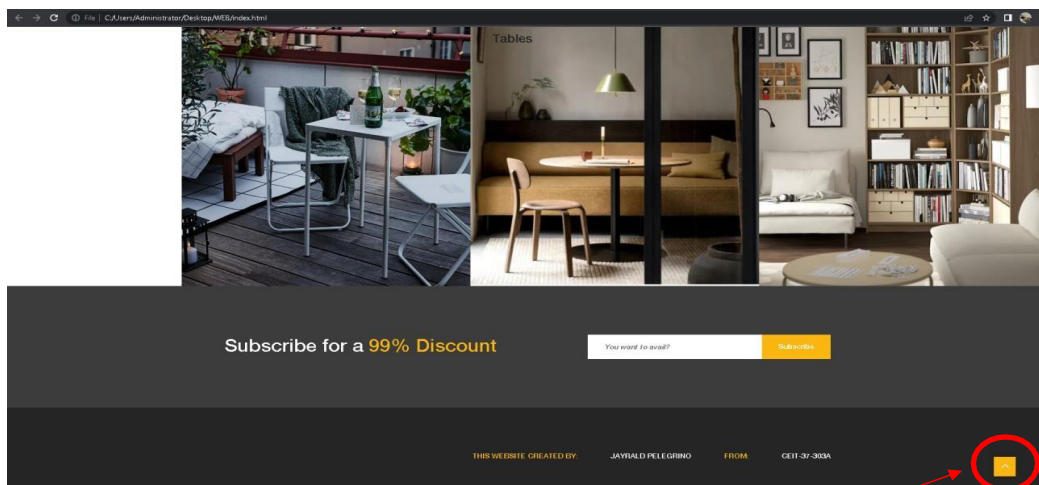 File | C:/Users/Administrator/Desktop/WEB/index.html
Tables
Subscribe for a 99% Discount
You want to avail?
Subscribe
THIS WEBSITE CREATED BY: JAYRALD PELEGRINO FROM: CEIT-37-303A